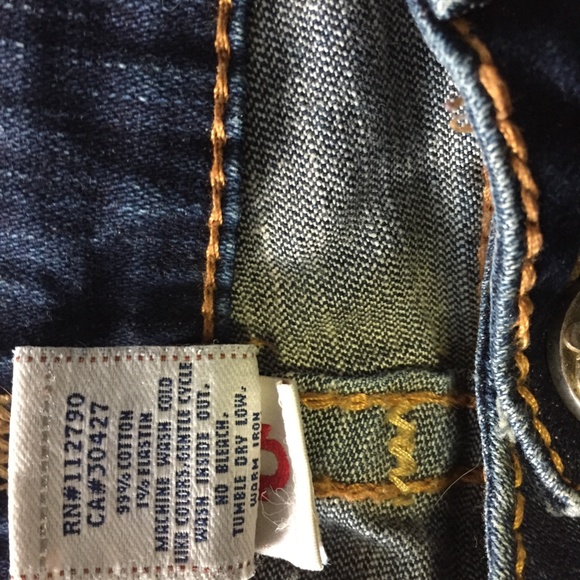 RN#112790
CA#30427
99% COTTON
1% ELASTIN
MACHINE WASH COLD
LIKE COLORS. GENTLE CYCLE
WASH INSIDE OUT.
NO BLEACH.
TUMBLE DRY LOW.
WARM IRON